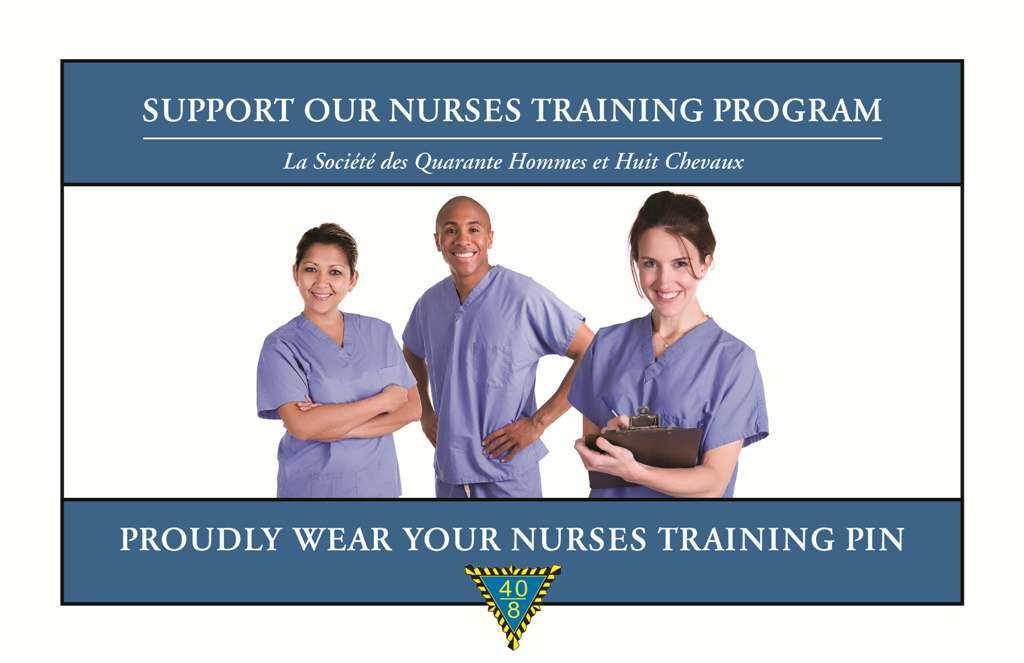 SUPPORT OUR NURSES TRAINING PROGRAM
La Société des Quarante Hommes et Huit Chevaux
PROUDLY WEAR YOUR NURSES TRAINING PIN
40
8